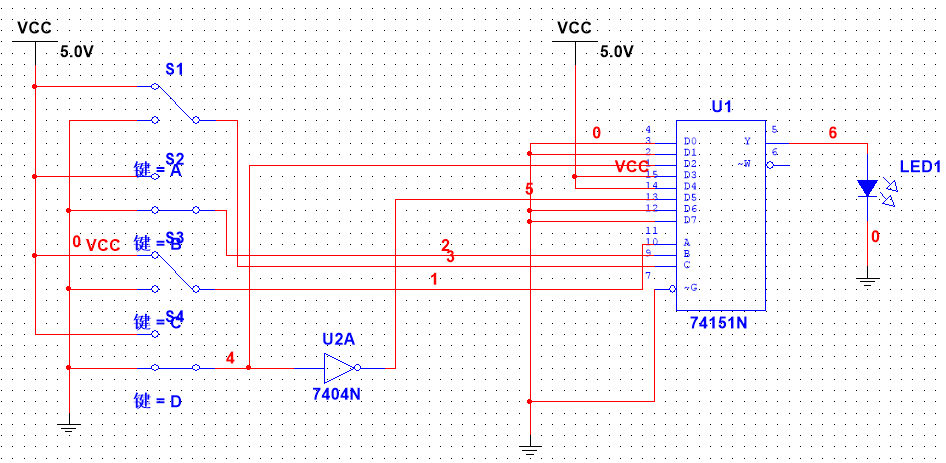 VCC
5.0V
VCC
5.0V
S1
键 = A
S2
键 = B
S3
键 = C
S4
键 = D
0
VCC
2
3
1
4
5
0
VCC
6
0
U2A
7404N
U1
74151N
LED1
4
3
2
1
15
14
13
12
11
10
9
7
D0
D1
D2
D3
D4
D5
D6
D7
A
B
C
~G
Y
~W
5
6